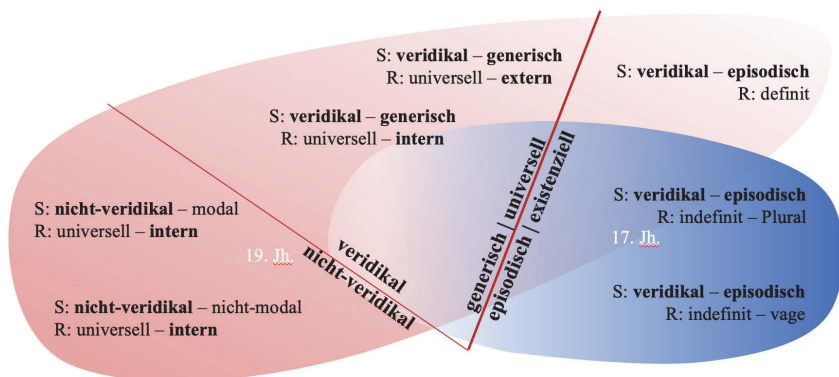 S: veridikal – generisch
R: universell – extern
S: veridikal – episodisch
R: definit
S: veridikal – generisch
R: universell – intern
S: nicht-veridikal – modal
R: universell – intern
19. Jh.
veridikal
nicht-veridikal
generisch | universell
episodisch | existenziell
S: veridikal – episodisch
R: indefinit – Plural
17. Jh.
S: nicht-veridikal – nicht-modal
R: universell – intern
S: veridikal – episodisch
R: indefinit – vage